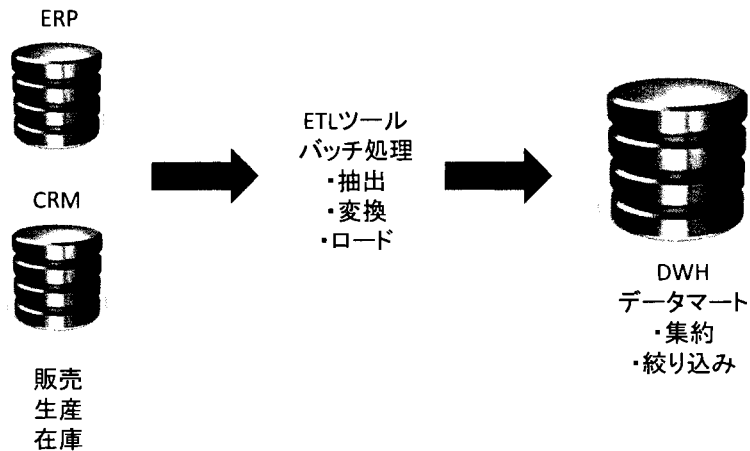 ERP
CRM
販売
生産
在庫
ETLツール
バッチ処理
・抽出
・変換
・ロード
DWH
データマート
・集約
・絞り込み